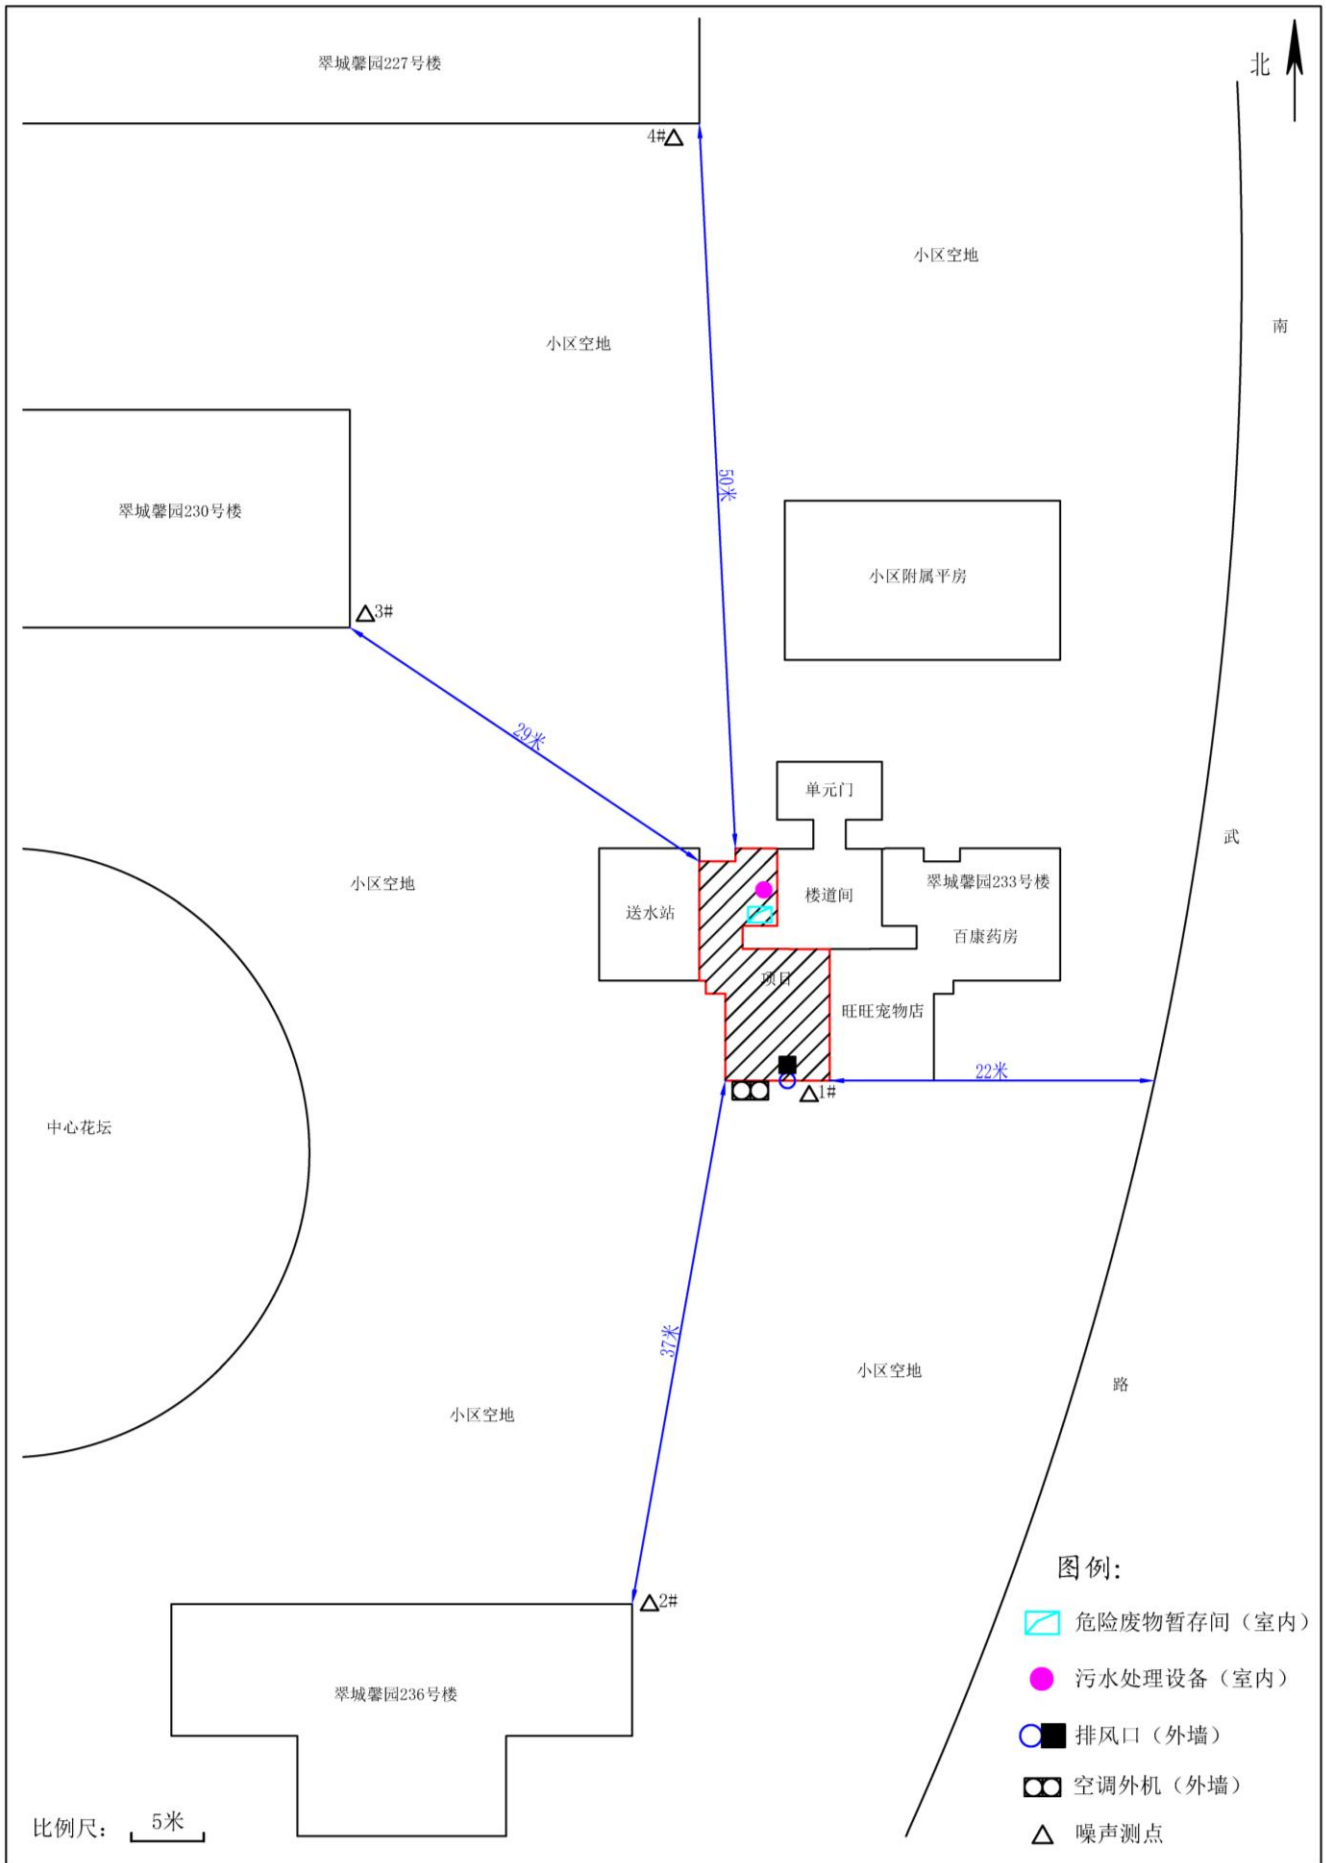 翠城馨园227号楼
北
4#
小区空地
南
小区空地
50米
翠城馨园230号楼
小区附属平房
3#
29米
单元门
武
小区空地
送水站
楼道间
翠城馨园233号楼
百康药房
项目
旺旺宠物店
22米
1#
中心花坛
37米
小区空地
路
小区空地
图例:
2#
危险废物暂存间（室内）
污水处理设备（室内）
翠城馨园236号楼
排风口（外墙）
空调外机（外墙）
比例尺:
5米
噪声测点